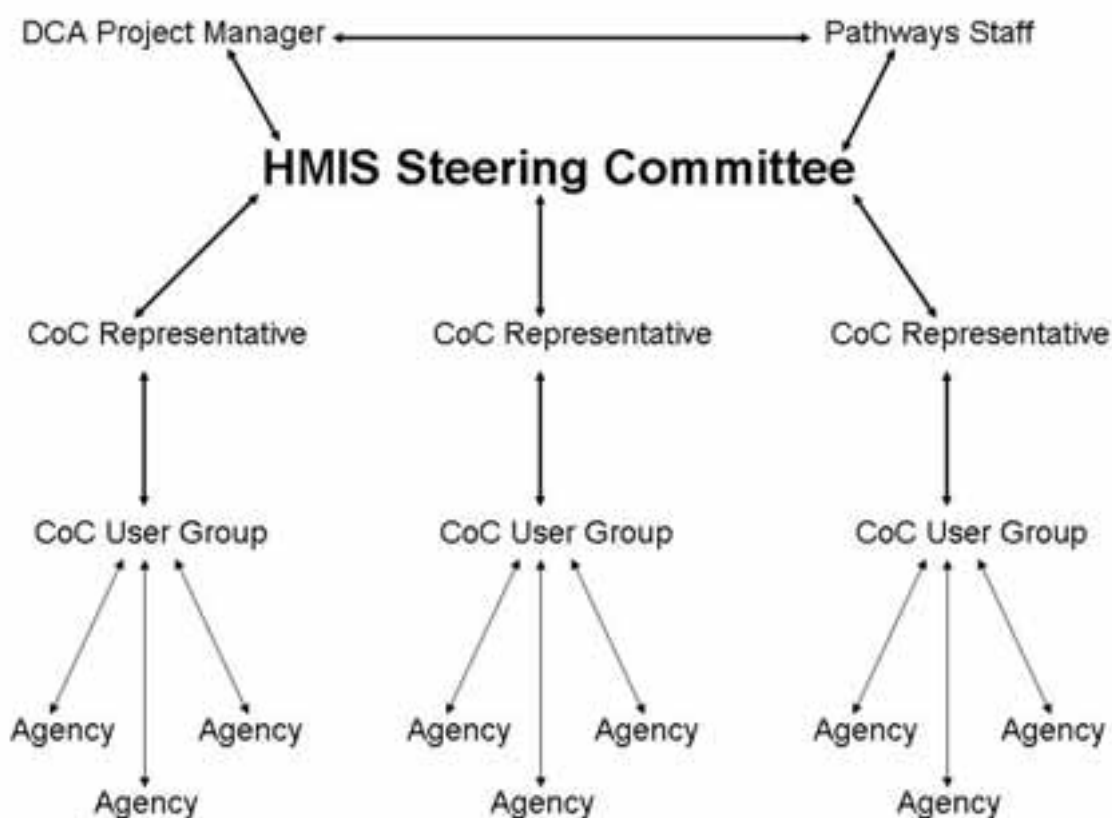 DCA Project Manager Pathways Staff
HMIS Steering Committee
CoC Representative CoC Representative CoC Representative
CoC User Group CoC User Group CoC User Group
Agency Agency Agency Agency Agency Agency
Agency Agency Agency